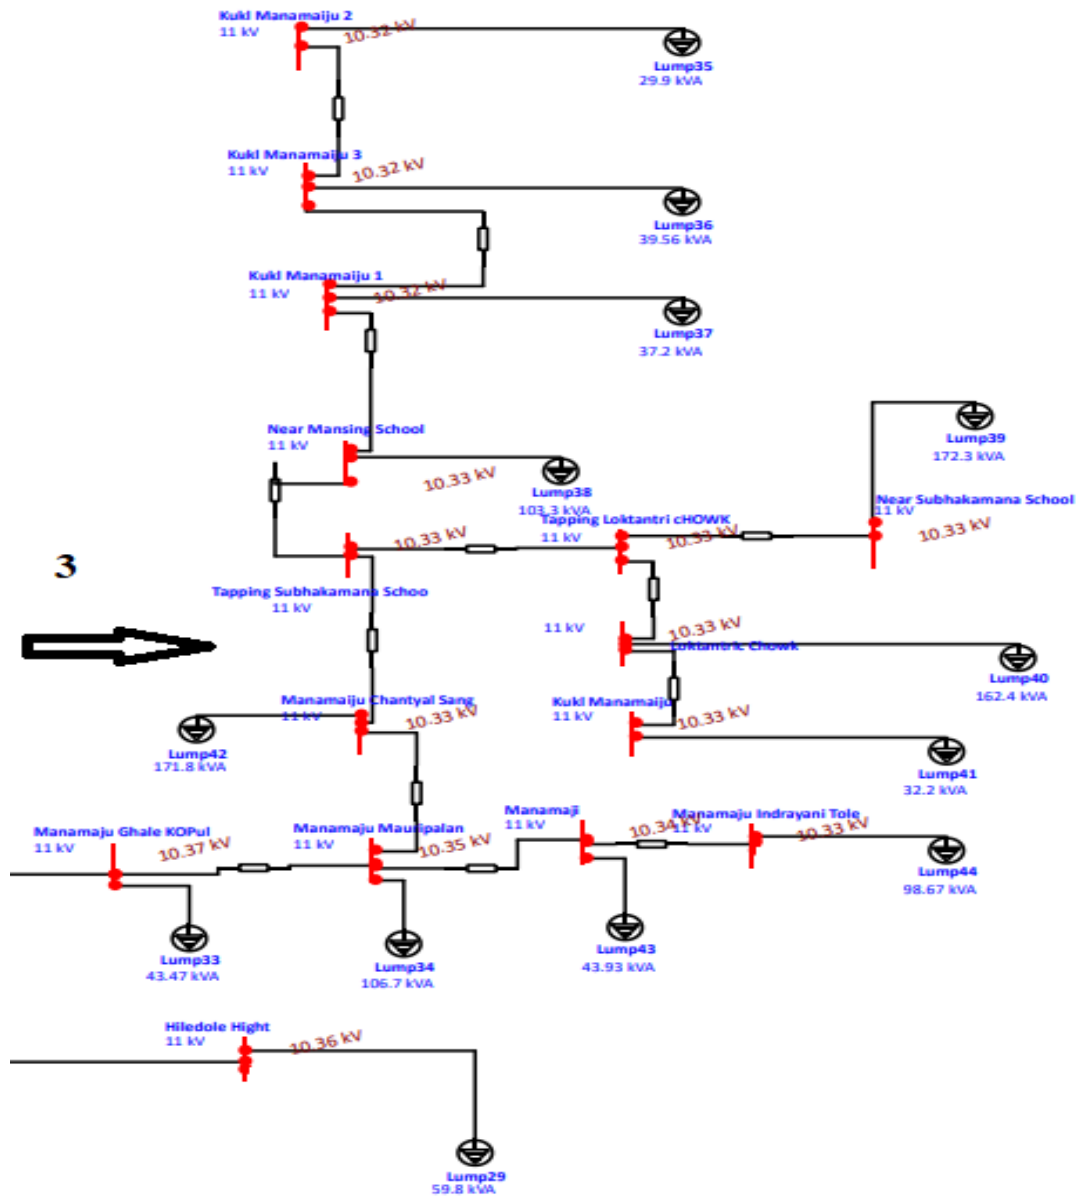 Kukl Manamaiju 2
11 kV
10.32 kV
Lump35
29.9 kVA
Kukl Manamaiju 3
11 kV
10.32 kV
Lump36
39.56 kVA
Kukl Manamaiju 1
11 kV
10.32 kV
Lump37
37.2 kVA
Near Mansing School
11 kV
10.33 kV
Lump38
103.3 kVA
Lump39
172.3 kVA
Near Subhakamana School
11 kV
10.33 kV
Tapping Loktantri cHOWK
11 kV
10.33 kV
10.33 kV
Tapping Subhakamana Schoo
11 kV
3
11 kV
10.33 kV
Loktantric Chowk
Lump40
162.4 kVA
Manamaiju Chantyal Sang
11 kV
10.33 kV
Lump42
171.8 kVA
Kukl Manamaiju
11 kV
10.33 kV
Lump41
32.2 kVA
Manamaju Ghale KOPul
11 kV
10.37 kV
Manamaju Mauripalan
11 kV
10.35 kV
Manamaji
11 kV
10.34 kV
Manamaju Indrayani Tole
11 kV
10.33 kV
Lump44
98.67 kVA
Lump33
43.47 kVA
Lump34
106.7 kVA
Lump43
43.93 kVA
Hiledole Hight
11 kV
10.36 kV
Lump29
59.8 kVA